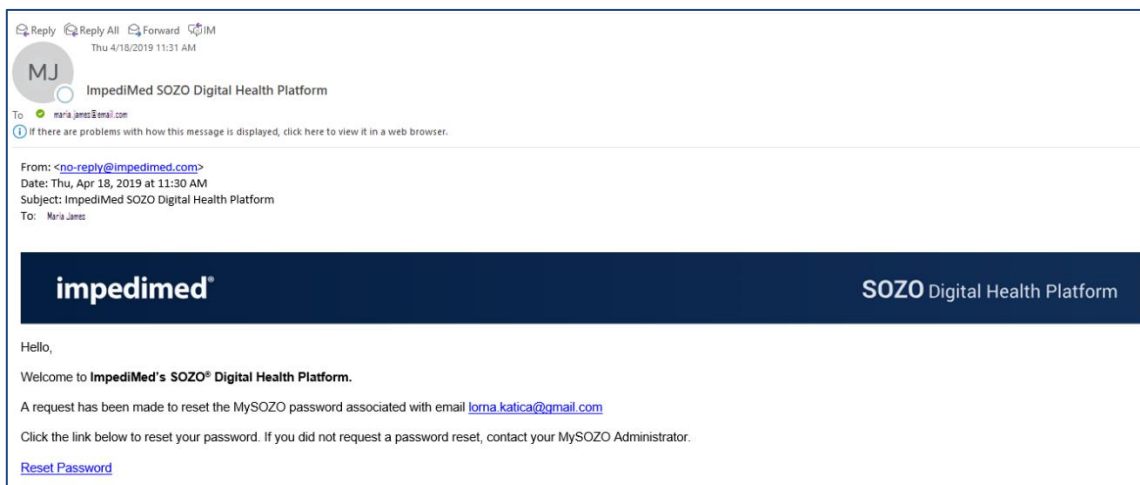 Reply Reply All Forward IM
Thu 4/18/2019 11:31 AM
MJ
ImpediMed SOZO Digital Health Platform
To maria.james@email.com
If there are problems with how this message is displayed, click here to view it in a web browser.
From: <no-reply@impedimed.com>
Date: Thu, Apr 18, 2019 at 11:30 AM
Subject: ImpediMed SOZO Digital Health Platform
To: Maria James
impedimed® SOZO Digital Health Platform
Hello,
Welcome to ImpediMed's SOZO® Digital Health Platform.
A request has been made to reset the MySOZO password associated with email lorna.katica@gmail.com
Click the link below to reset your password. If you did not request a password reset, contact your MySOZO Administrator.
Reset Password